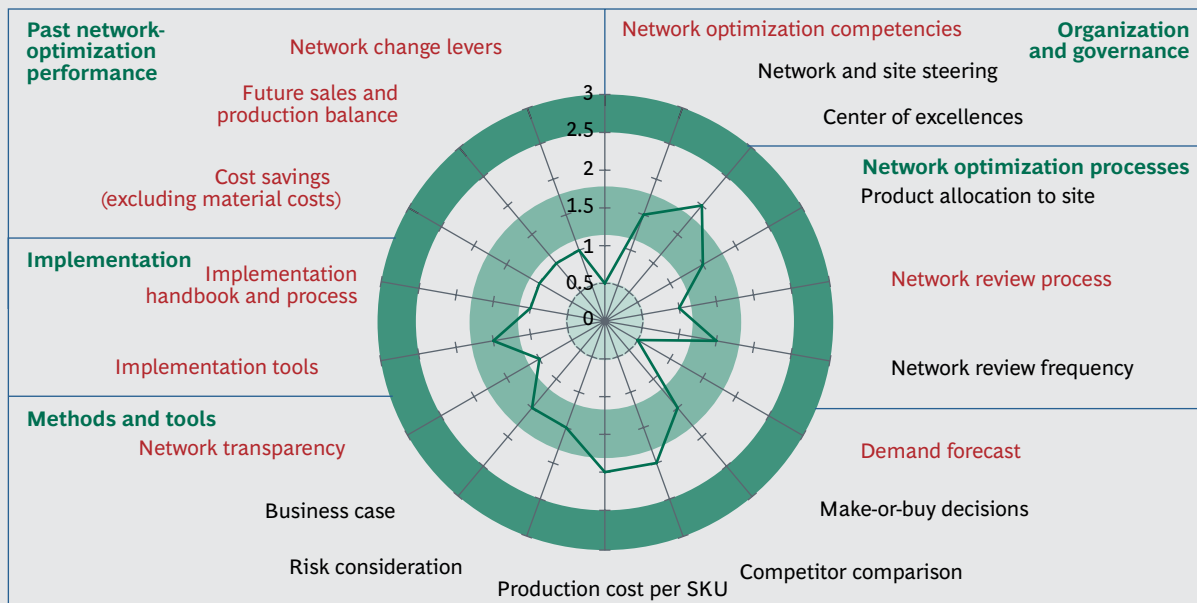 Past network-
optimization
performance
Network change levers
Future sales and
production balance
Cost savings
(excluding material costs)
Network optimization competencies
Organization
and governance
Network and site steering
Center of excellences
Network optimization processes
Product allocation to site
Network review process
Network review frequency
Implementation
Implementation
handbook and process
Implementation tools
Methods and tools
Network transparency
Business case
Risk consideration
Production cost per SKU
Competitor comparison
Make-or-buy decisions
Demand forecast
3
2.5
2
1.5
1
0.5
0